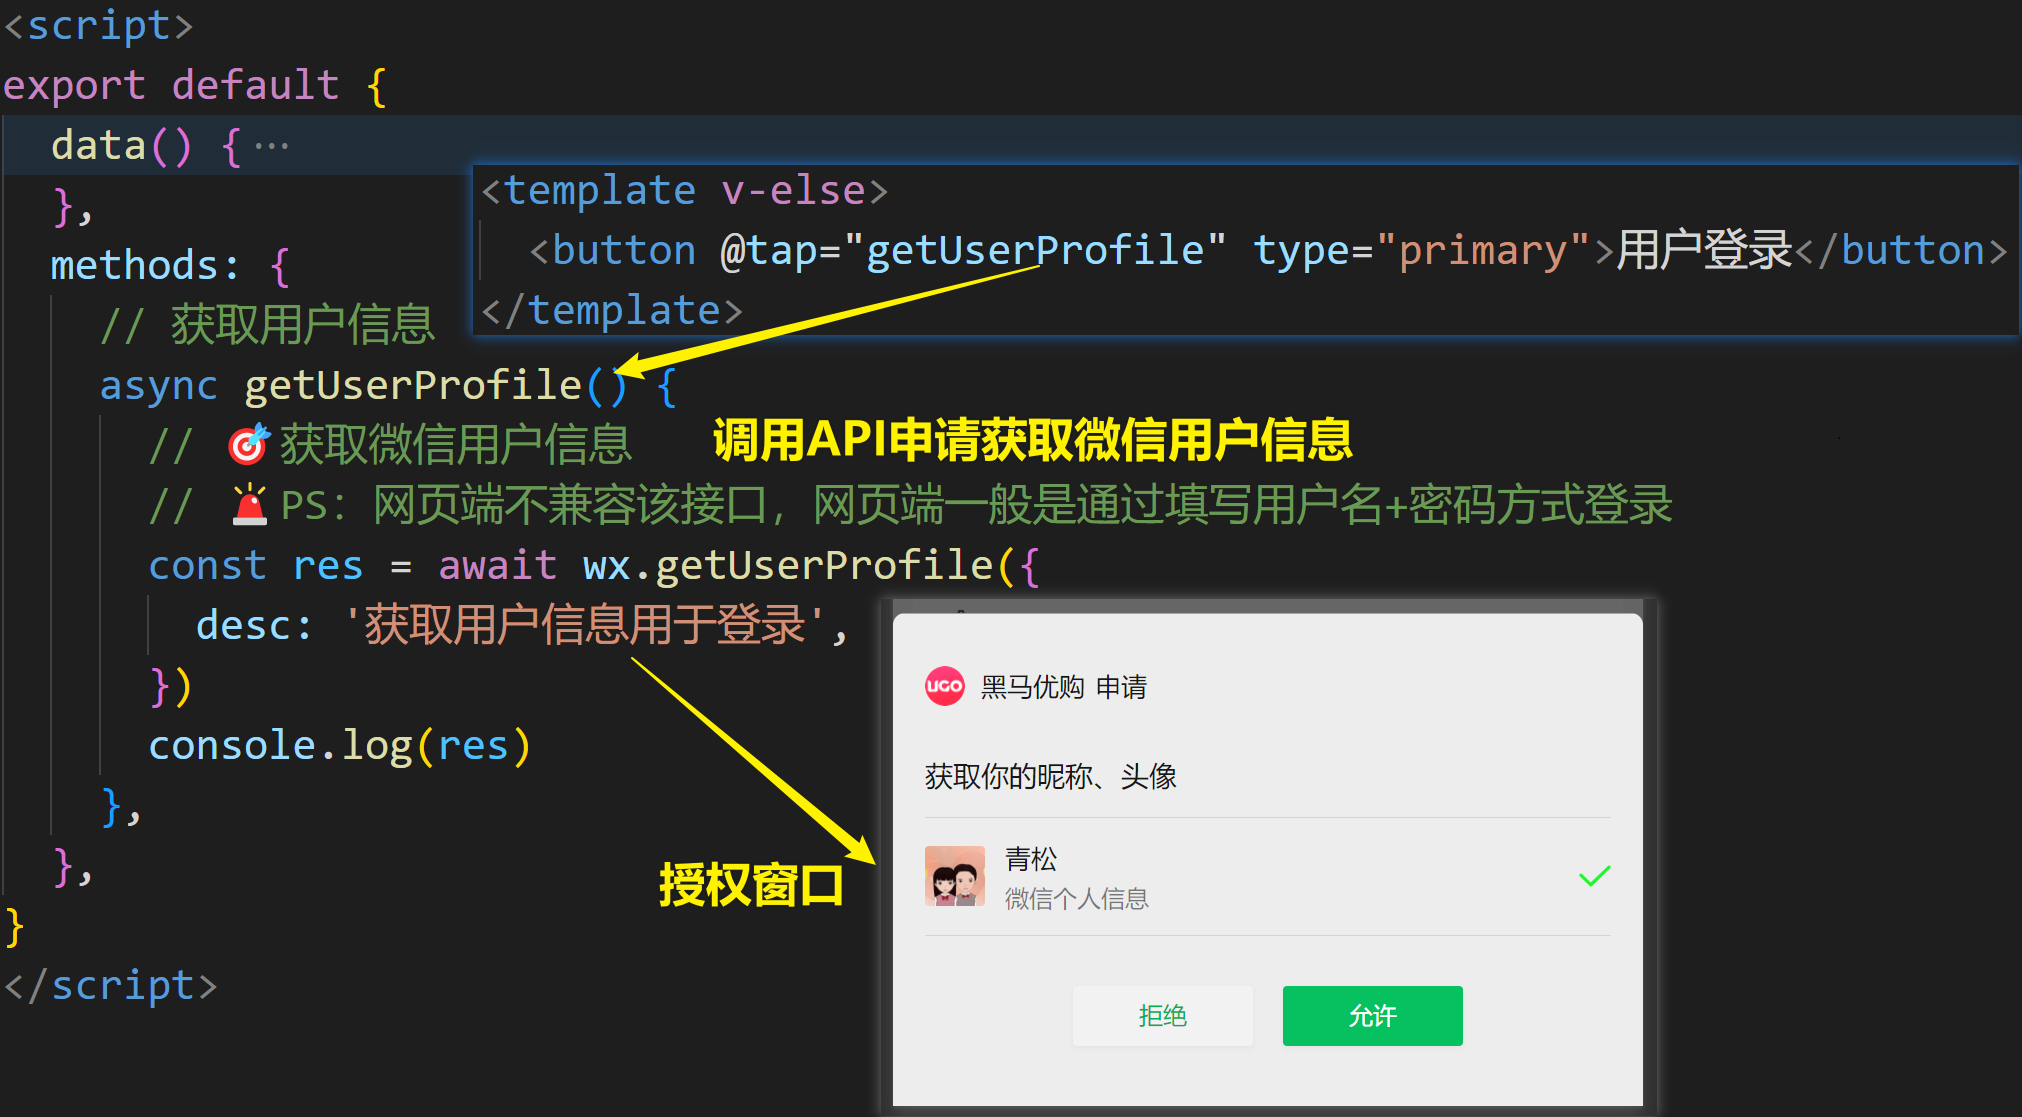 <script>
export default {
data() {···
},
methods: {
// 获取用户信息
async getUserProfile() {
// 🎯获取微信用户信息
// 🚨PS：网页端不兼容该接口，网页端一般是通过填写用户名+密码方式登录
const res = await wx.getUserProfile({
desc: '获取用户信息用于登录',
})
console.log(res)
},
},
}
</script>
<template v-else>
<button @tap="getUserProfile" type="primary">用户登录</button>
</template>
调用API申请获取微信用户信息
授权窗口
UGO 黑马优购 申请
获取你的昵称、头像
青松
微信个人信息
拒绝 允许